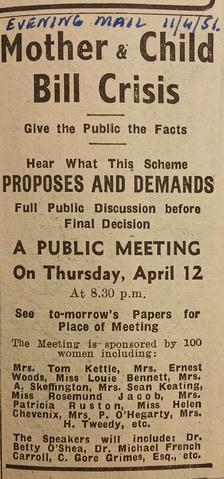 EVENING MAIL 11/4/51.
Mother & Child
Bill Crisis
Give the Public the Facts
Hear What This Scheme
PROPOSES AND DEMANDS
Full Public Discussion before
Final Decision
A PUBLIC MEETING
On Thursday, April 12
At 8.30 p.m.
See to-morrow's Papers for
Place of Meeting
The Meeting is sponsored by 100
women including:
Mrs. Tom Kettle, Mrs. Ernest
Woods, Miss Louie Bennett, Mrs.
A. Skeffington, Mrs. Sean Keating,
Miss Rosemund Jacob, Mrs.
Patricia Ruston, Miss Helen
Chevenix, Mrs. P. O'Hegarty, Mrs.
H. Tweedy, etc.
The Speakers will include: Dr.
Betty O'Shea, Dr. Michael French
Carroll, C. Gore Grimes, Esq., etc.